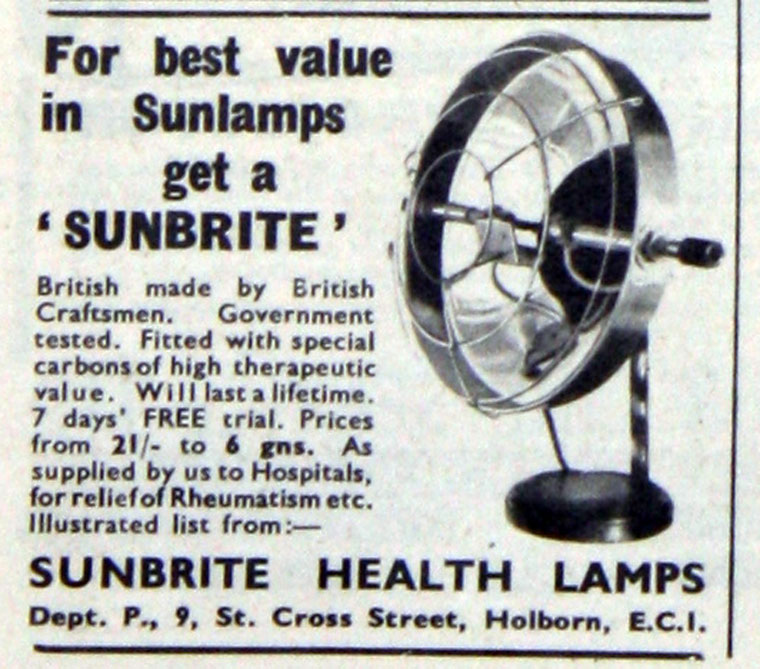 For best value
in Sunlamps
get a
‘SUNBRITE’
British made by British
Craftsmen. Government
tested. Fitted with special
carbons of high therapeutic
value. Will last a lifetime.
7 days' FREE trial. Prices
from 21/- to 6 gns. As
supplied by us to Hospitals,
for relief of Rheumatism etc.
Illustrated list from:—
SUNBRITE HEALTH LAMPS
Dept. P., 9, St. Cross Street, Holborn, E.C.I.